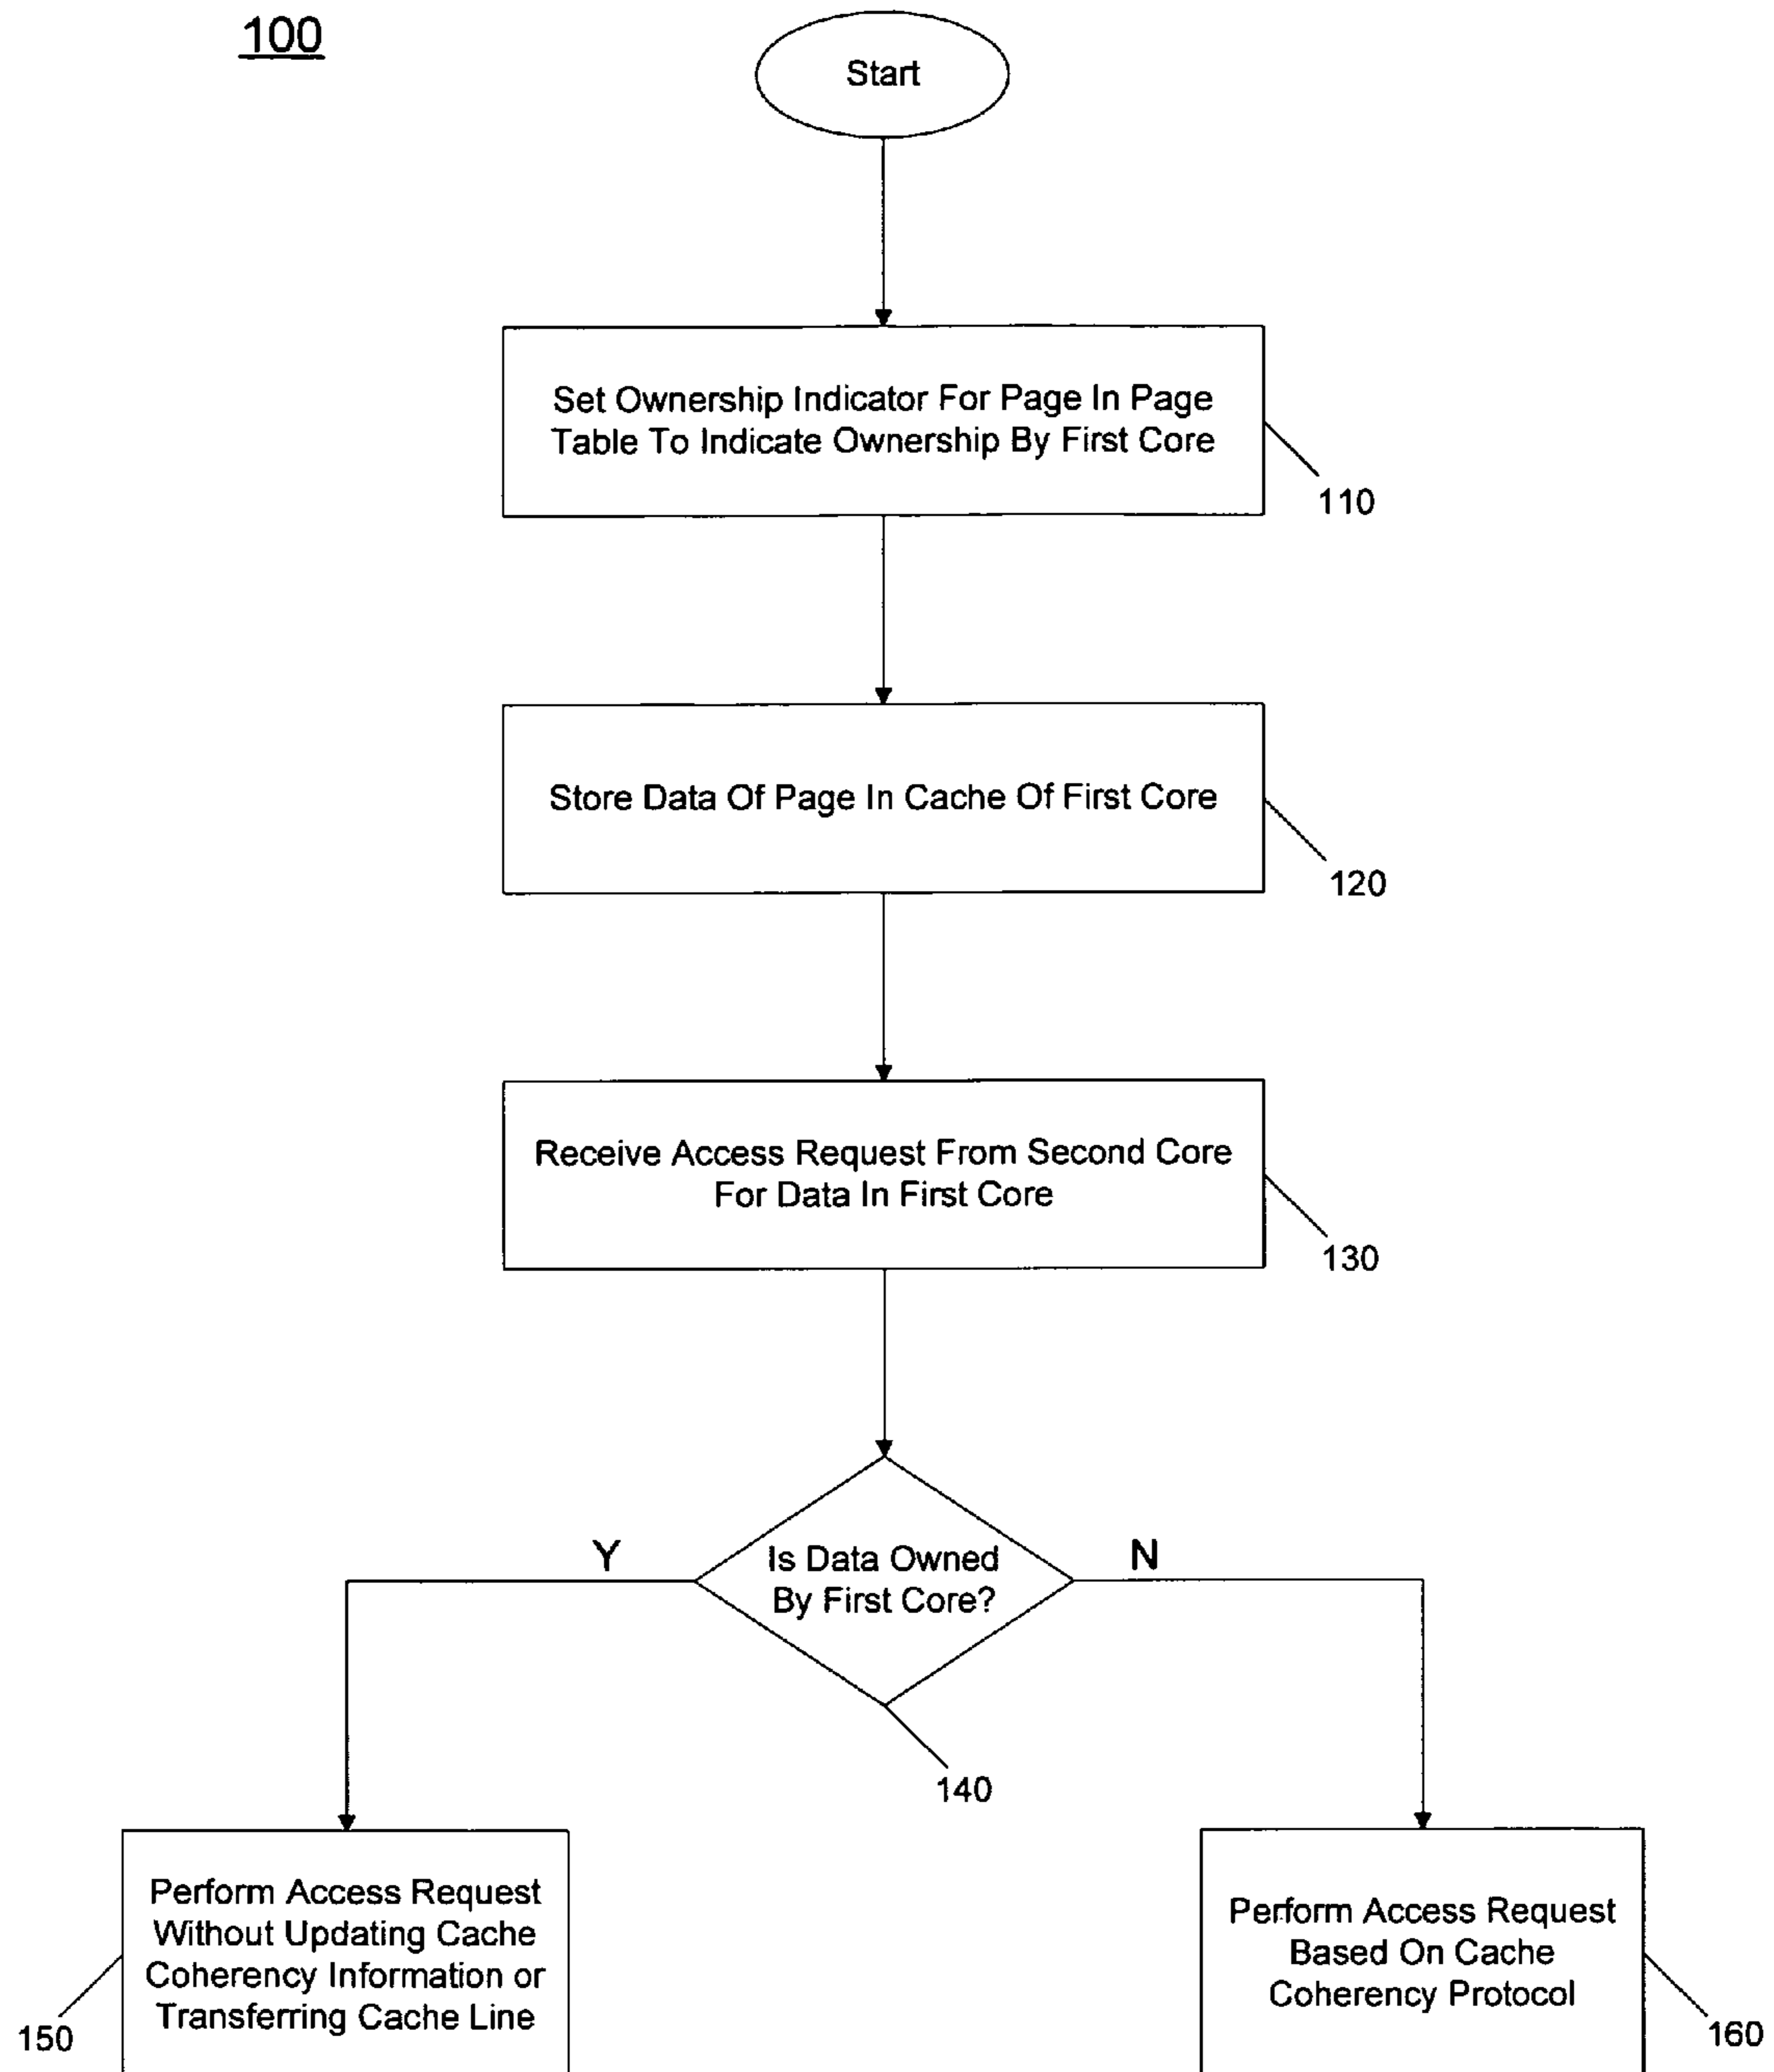 100
Start
Set Ownership Indicator For Page In Page
Table To Indicate Ownership By First Core
110
Store Data Of Page In Cache Of First Core
120
Receive Access Request From Second Core
For Data In First Core
130
Is Data Owned
By First Core?
Y
N
140
Perform Access Request
Without Updating Cache
Coherency Information or
Transferring Cache Line
150
Perform Access Request
Based On Cache
Coherency Protocol
160